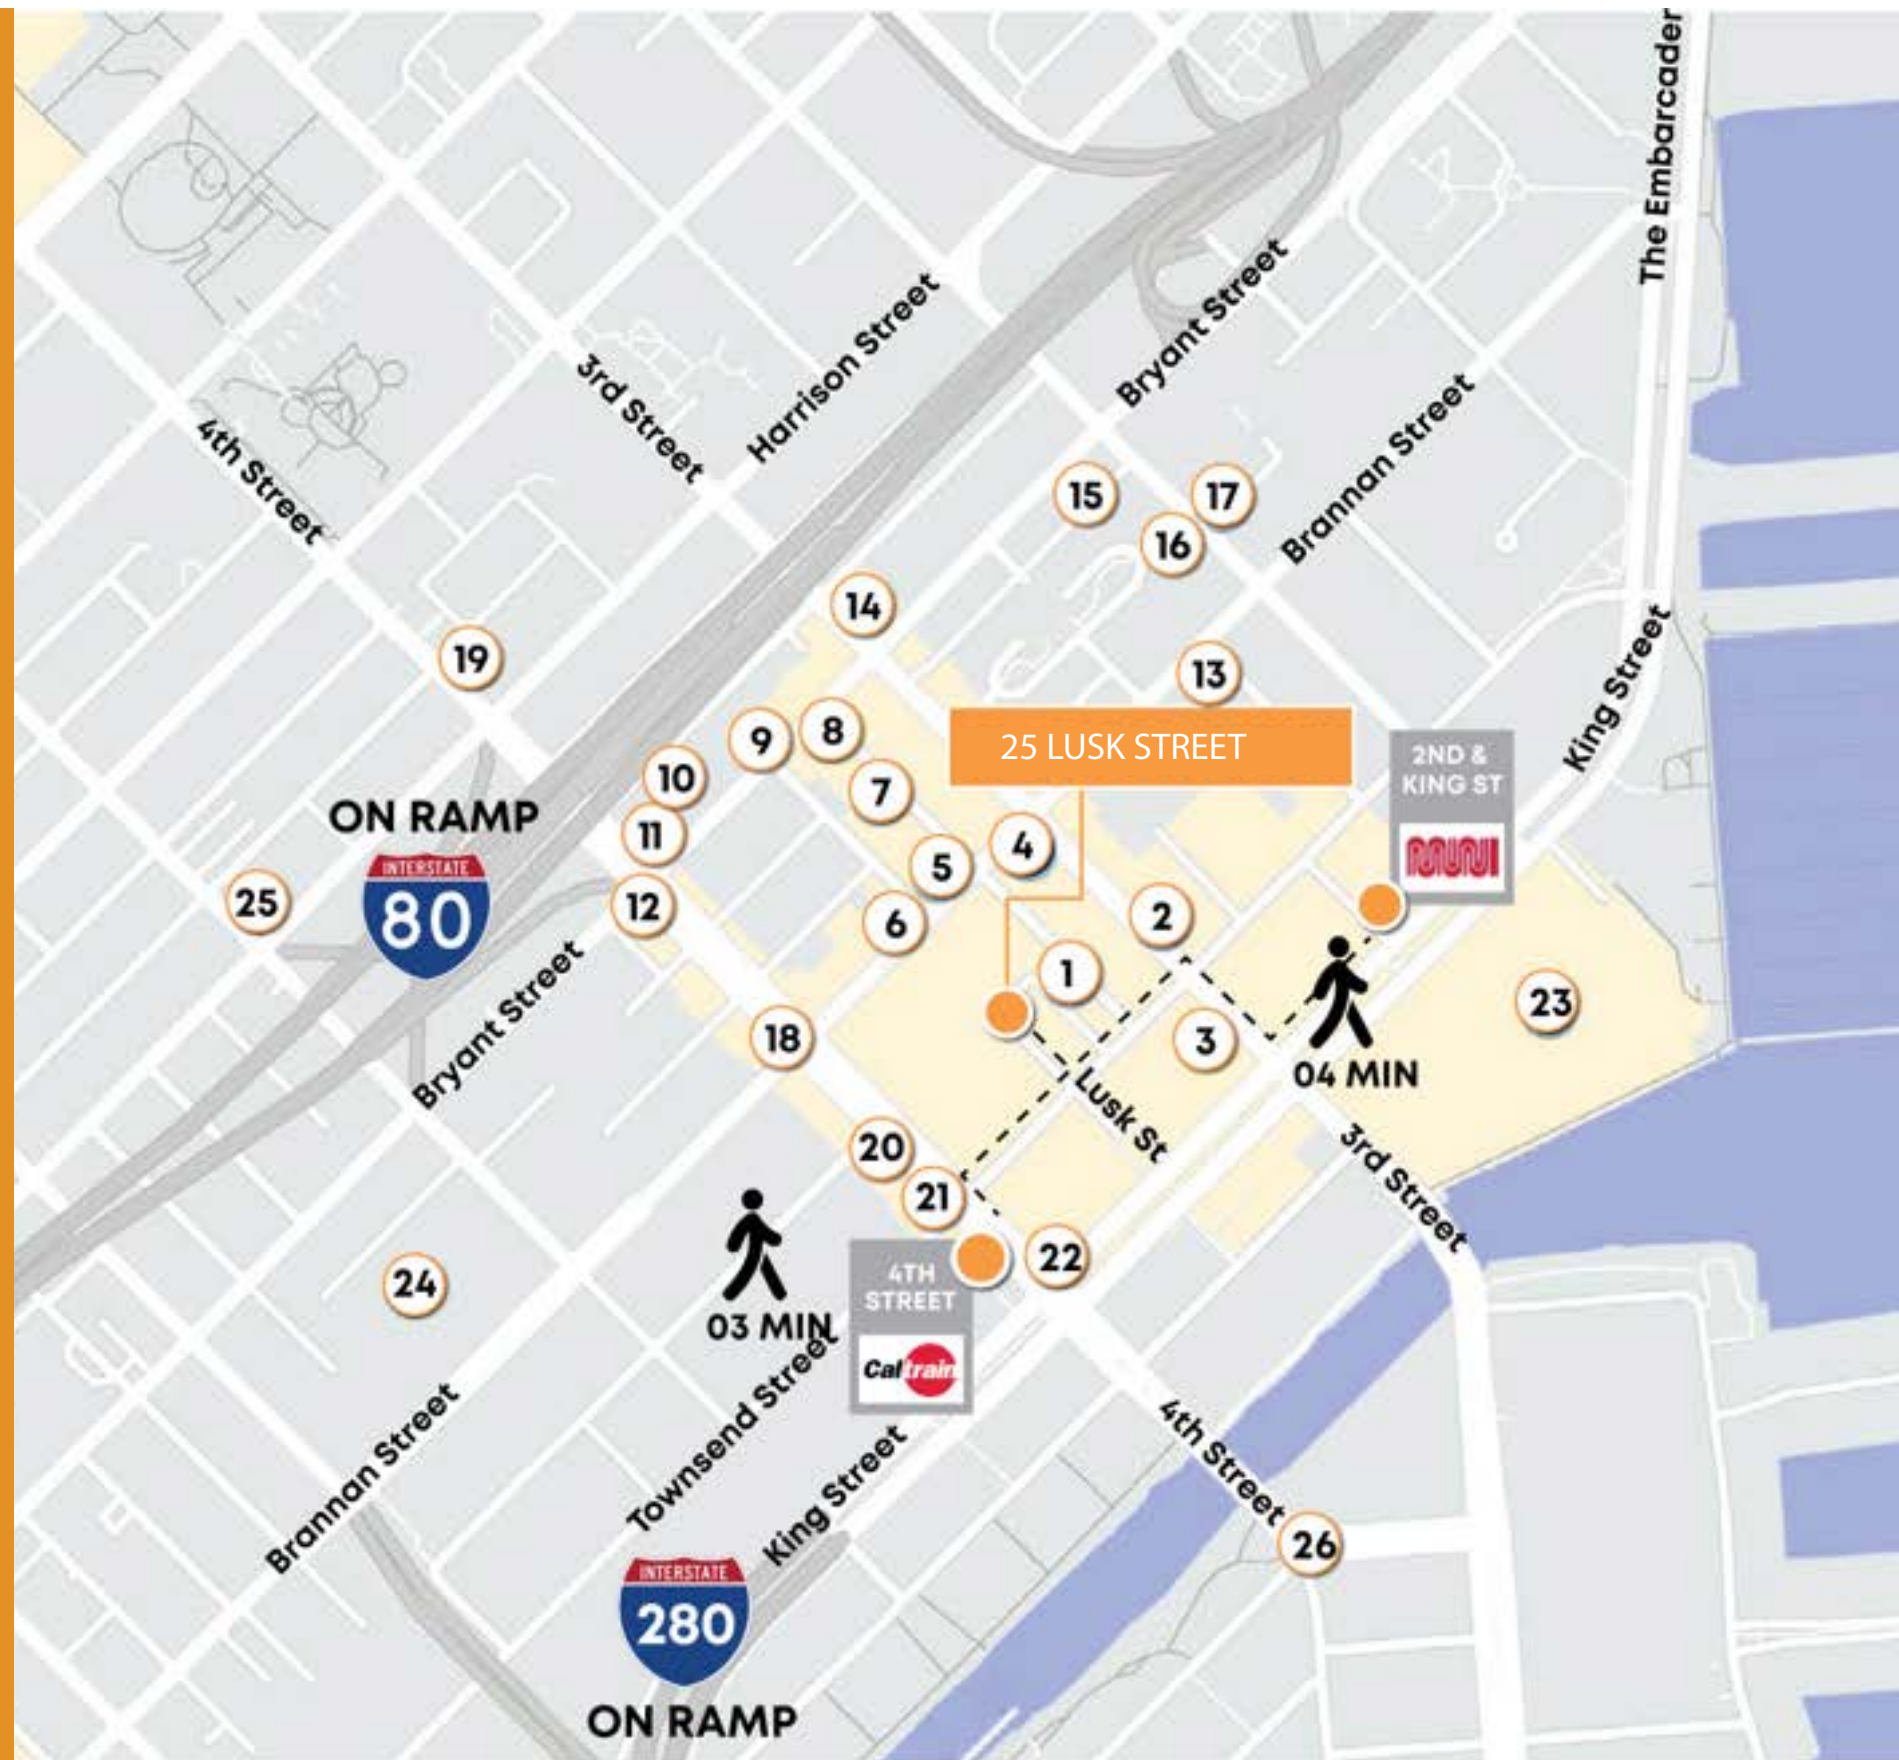 The Embarcader
Harrison Street
Bryant Street
3rd Street
4th Street
Brannan Street
15
17
16
14
King Street
19
13
9
8
25 LUSK STREET
2ND &
KING ST
10
7
ON RAMP
11
4
MUNI
INTERSTATE
80
5
25
12
6
2
1
Bryant Street
23
18
3
04 MIN
Lusk St
20
3rd Street
21
22
24
4TH
STREET
03 MIN
Caltrain
Townsend Street
Brannan Street
King Street
4th Street
26
INTERSTATE
280
ON RAMP